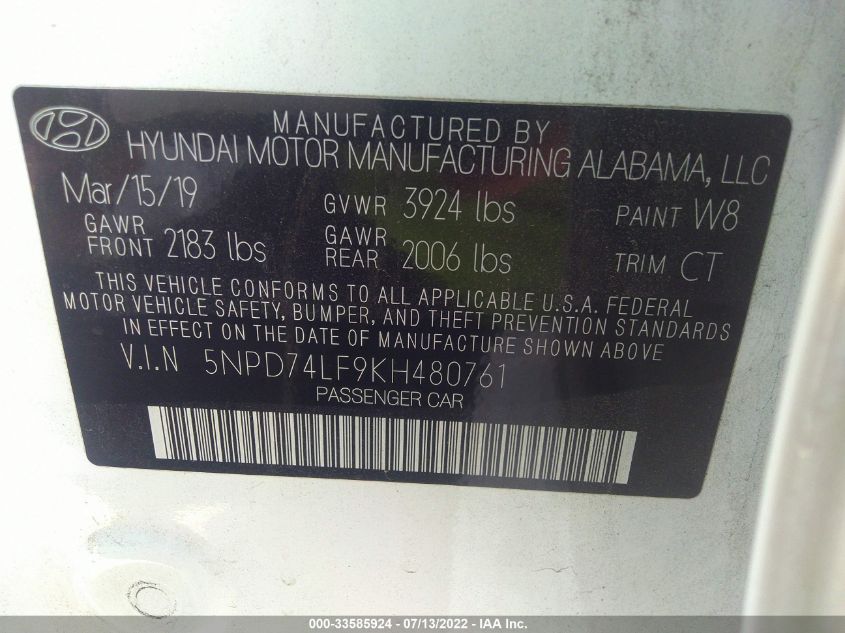 MANUFACTURED BY
HYUNDAI MOTOR MANUFACTURING ALABAMA, LLC
Mar/15/19 GVWR 3924 lbs PAINT W8
GAWR FRONT 2183 lbs GAWR REAR 2006 lbs TRIM CT
THIS VEHICLE CONFORMS TO ALL APPLICABLE U.S.A. FEDERAL
MOTOR VEHICLE SAFETY, BUMPER, AND THEFT PREVENTION STANDARDS
IN EFFECT ON THE DATE OF MANUFACTURE SHOWN ABOVE
V.I.N 5NPD74LF9KH480761
PASSENGER CAR
000-33585924 - 07/13/2022 - IAA Inc.